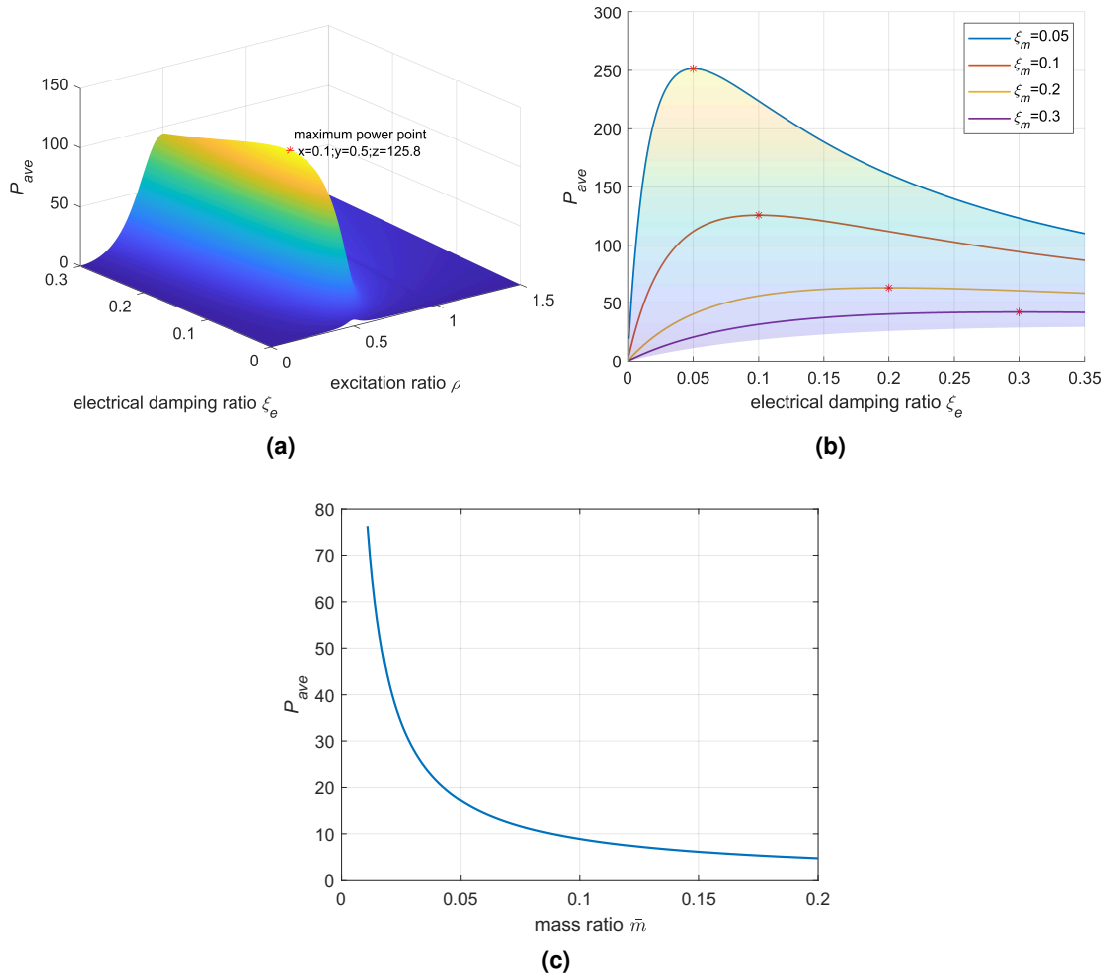 150
100
50
0
P_ave
maximum power point
x=0.1;y=0.5;z=125.8
0.3
0.2
0.1
0
0
0.5
1
1.5
electrical damping ratio ξ_e
excitation ratio ρ
(a)
300
250
200
150
100
50
0
P_ave
ξ_m=0.05
ξ_m=0.1
ξ_m=0.2
ξ_m=0.3
0 0.05 0.1 0.15 0.2 0.25 0.3 0.35
electrical damping ratio ξ_e
(b)
80
70
60
50
40
30
20
10
0
P_ave
0 0.05 0.1 0.15 0.2
mass ratio m̄
(c)